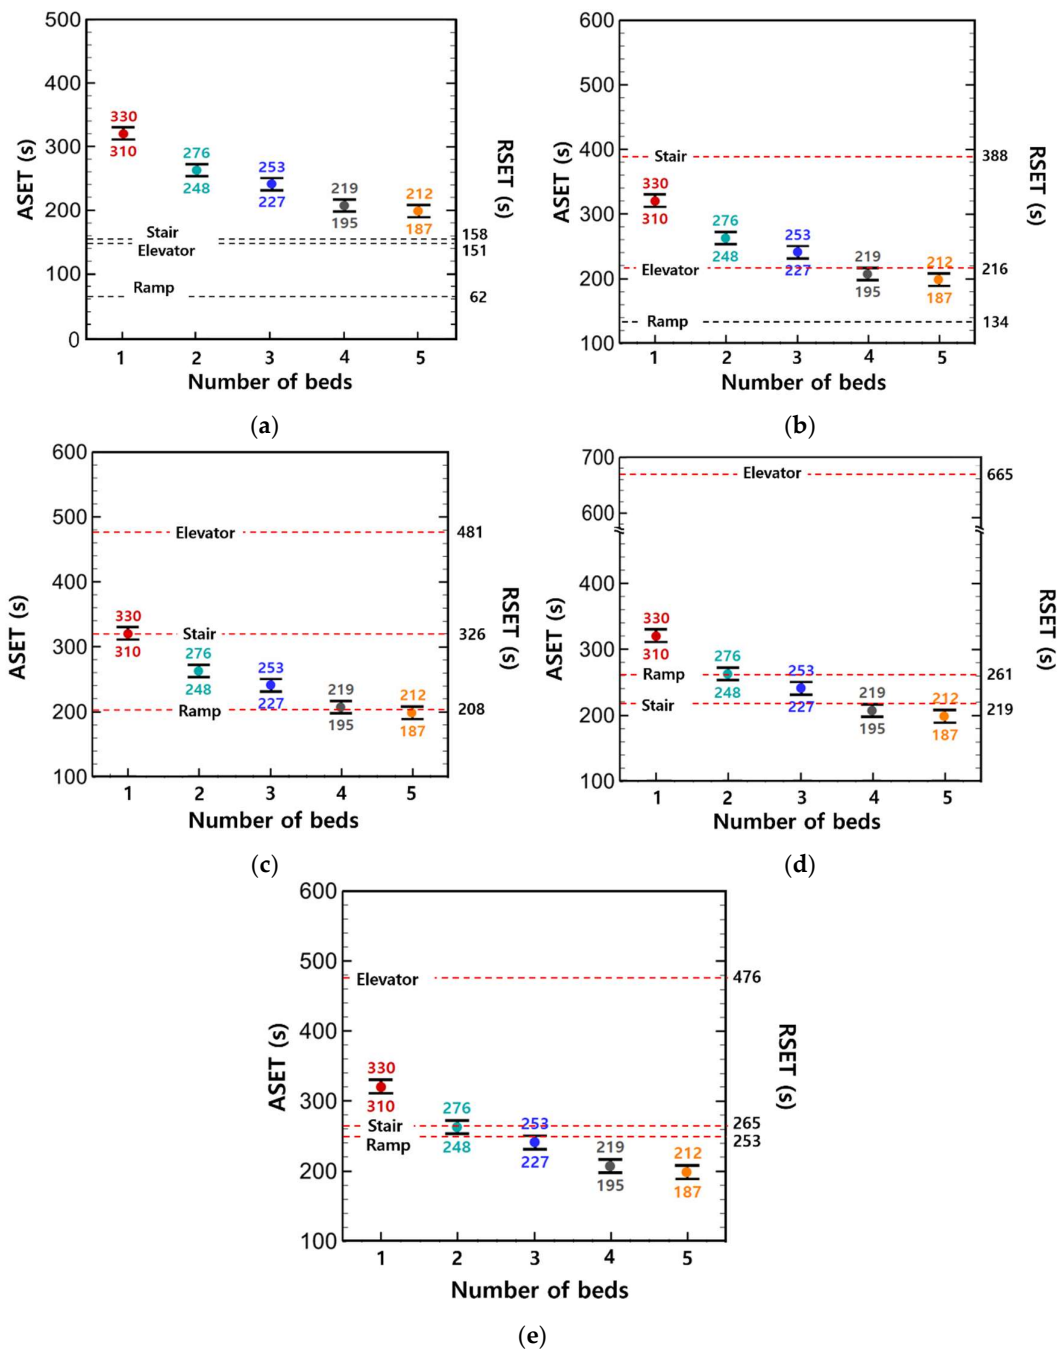 500
400
300
200
100
0
ASET (s)
RSET (s)
330
310
276
248
253
227
219
195
212
187
Stair
158
Elevator
151
Ramp
62
1 2 3 4 5
Number of beds
(a)
600
500
400
300
200
100
ASET (s)
RSET (s)
Stair
388
330
310
276
248
253
227
219
195
212
187
Elevator
216
Ramp
134
1 2 3 4 5
Number of beds
(b)
600
500
400
300
200
100
ASET (s)
RSET (s)
Elevator
481
330
310
Stair
326
276
248
253
227
219
195
212
187
Ramp
208
1 2 3 4 5
Number of beds
(c)
700
600
400
300
200
100
ASET (s)
RSET (s)
Elevator
665
330
310
276
248
253
227
219
195
212
187
Ramp
261
Stair
219
1 2 3 4 5
Number of beds
(d)
600
500
400
300
200
100
ASET (s)
RSET (s)
Elevator
476
330
310
276
248
253
227
219
195
212
187
Stair
265
Ramp
253
1 2 3 4 5
Number of beds
(e)